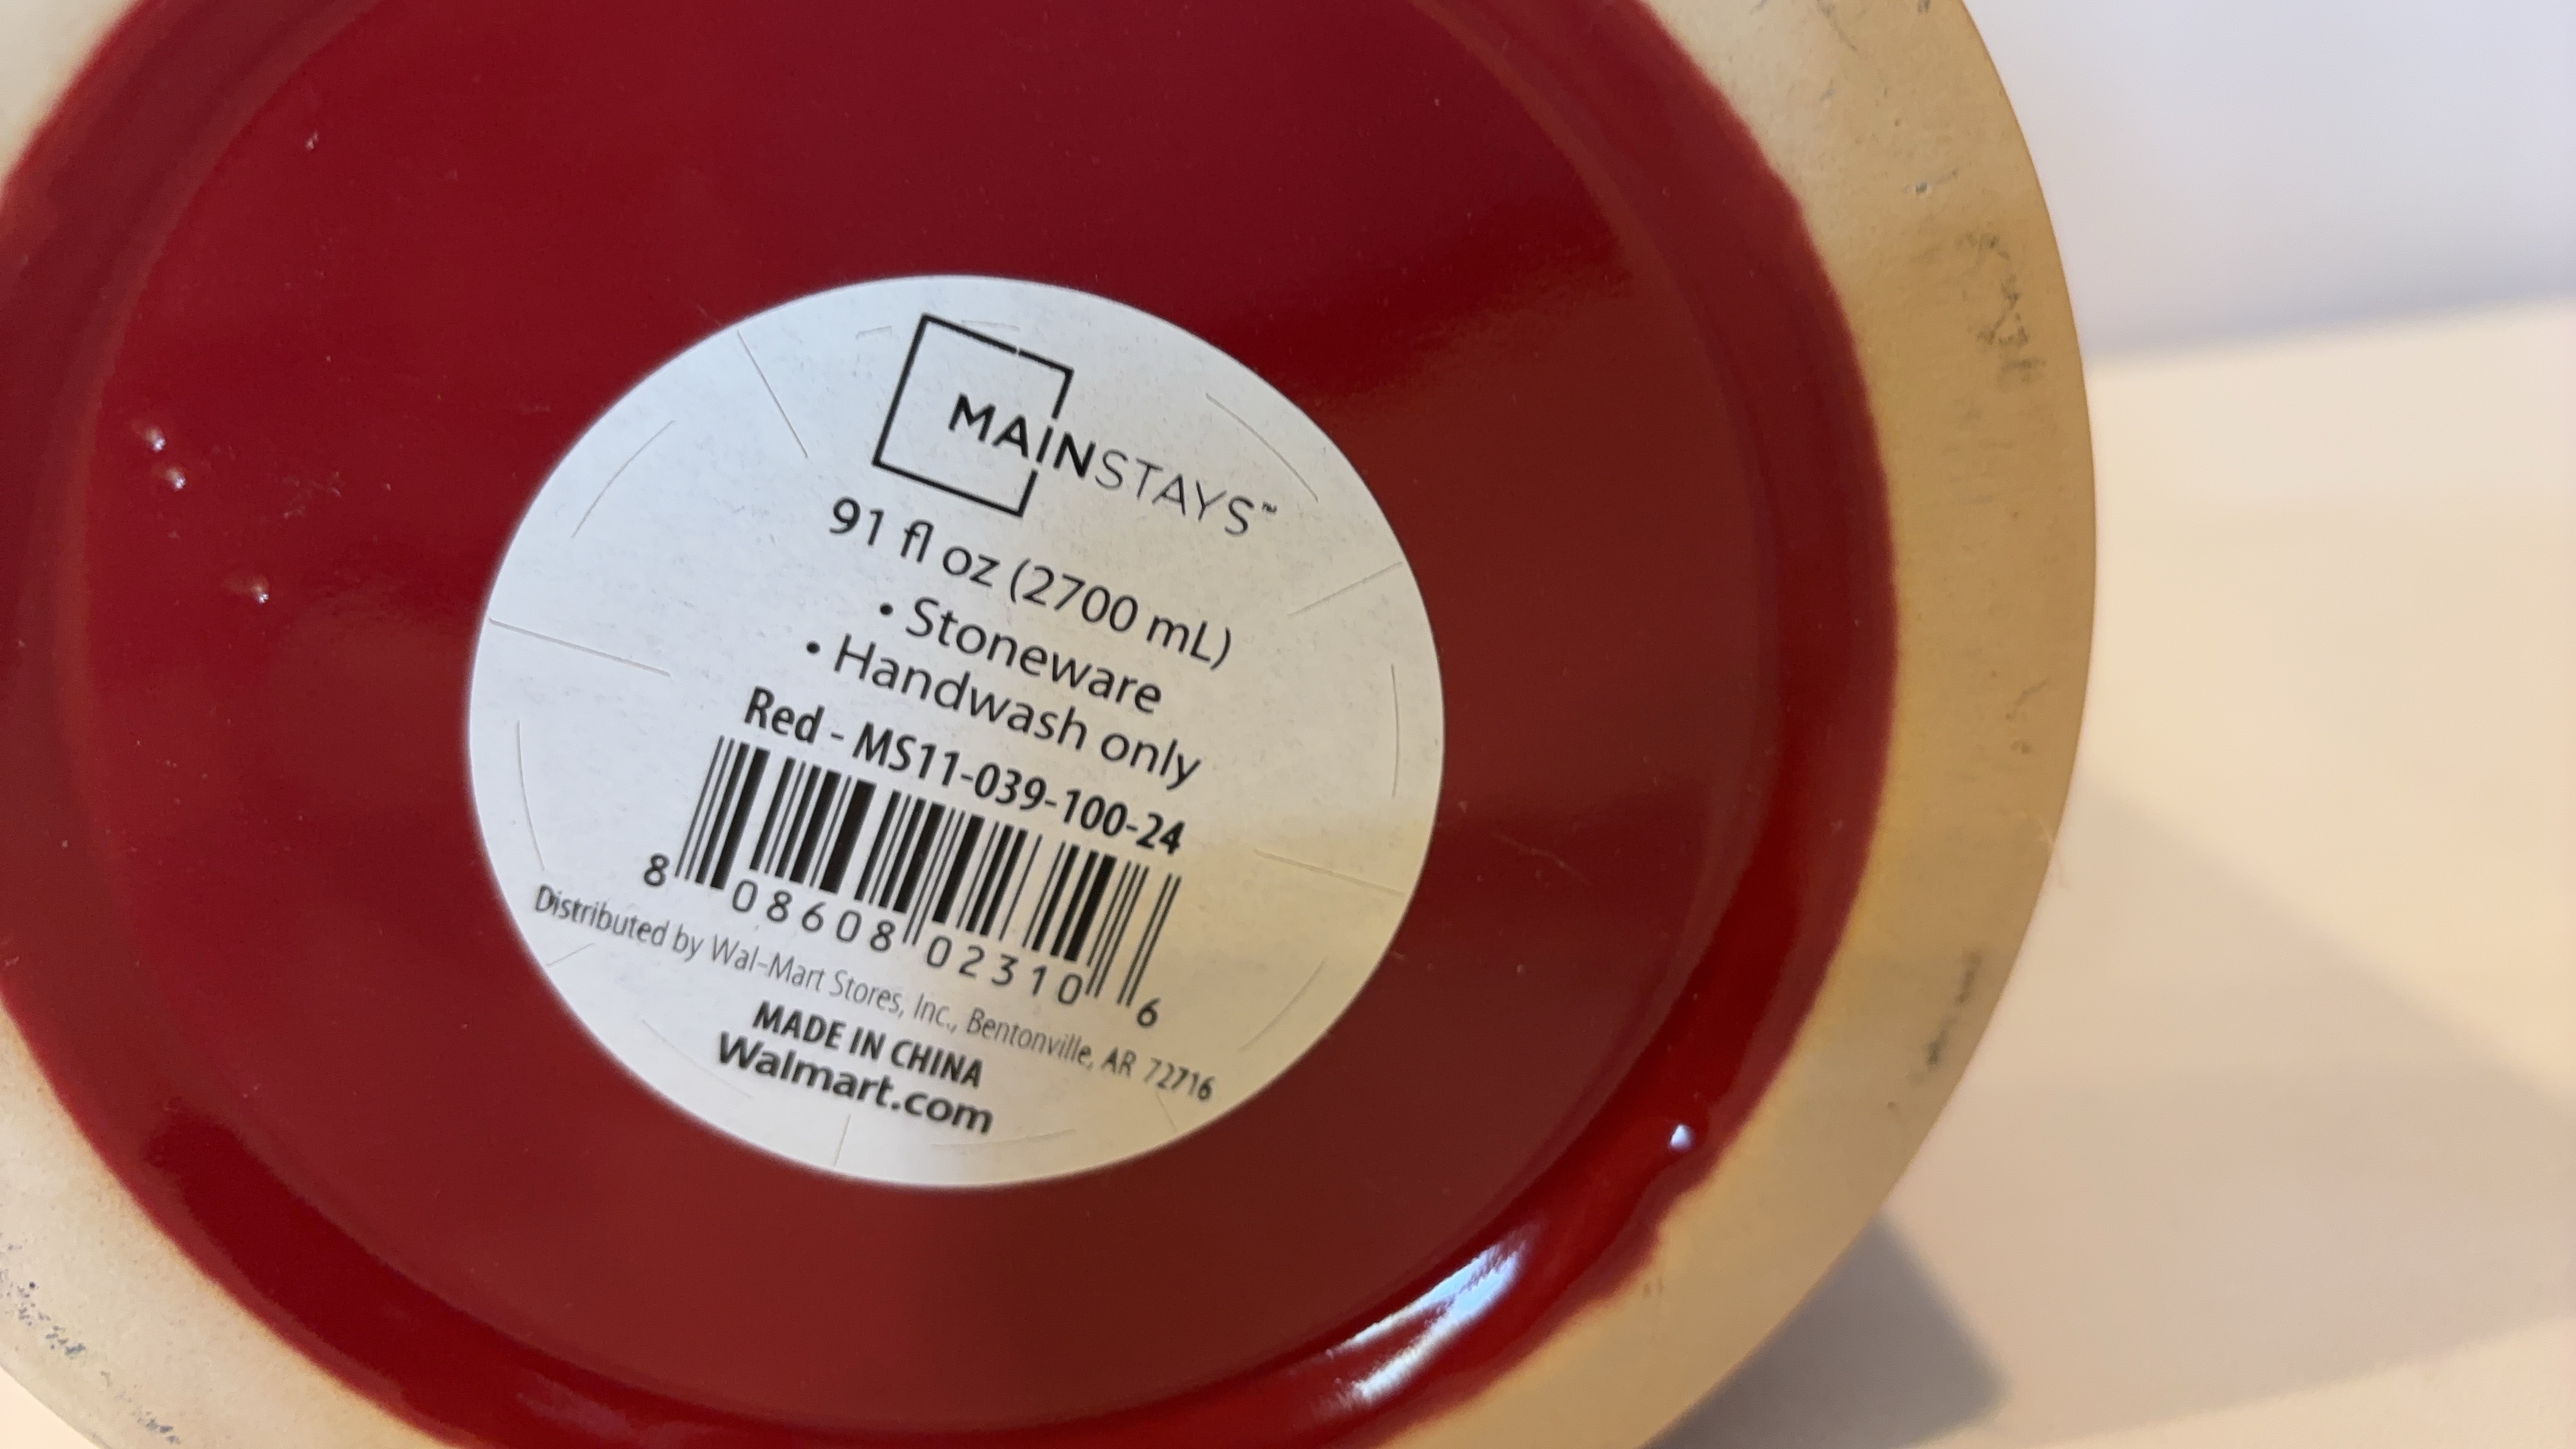 MAINSTAYS™
91 fl oz (2700 mL)
• Stoneware
• Handwash only
Red - MS11-039-100-24
8 08608 02310 6
Distributed by Wal-Mart Stores, Inc., Bentonville, AR 72716
MADE IN CHINA
Walmart.com